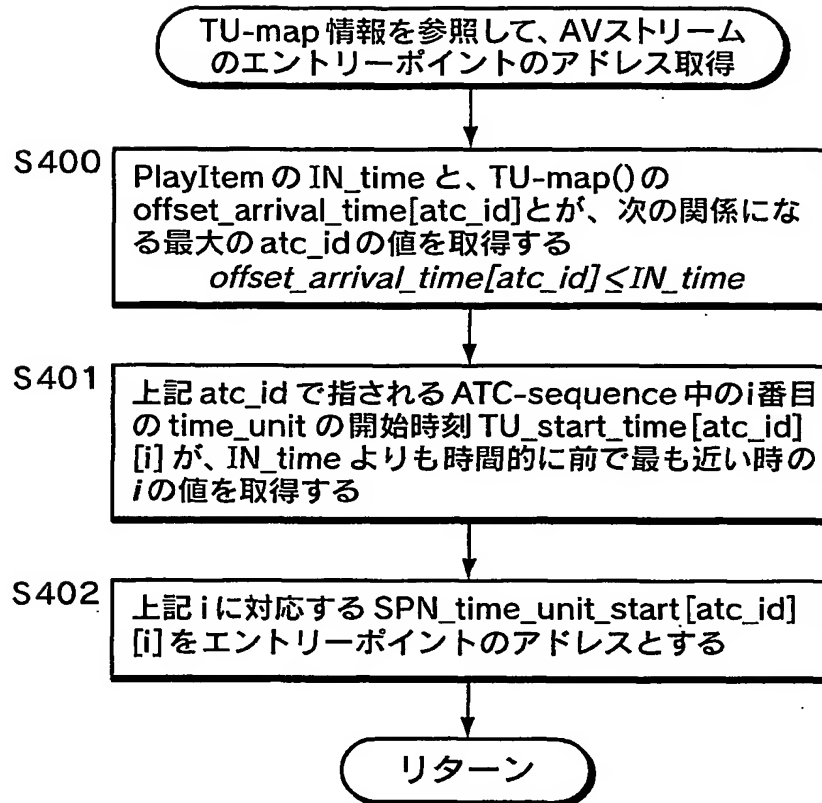 TU-map 情報を参照して、AVストリーム
のエントリーポイントのアドレス取得
S400
PlayItem の IN_time と、TU-map()の
offset_arrival_time[atc_id]とが、次の関係にな
る最大の atc_id の値を取得する
offset_arrival_time[atc_id]≤IN_time
S401
上記 atc_id で指される ATC-sequence 中のi番目
の time_unit の開始時刻 TU_start_time[atc_id]
[i] が、IN_time よりも時間的に前で最も近い時の
iの値を取得する
S402
上記 i に対応する SPN_time_unit_start[atc_id]
[i]をエントリーポイントのアドレスとする
リターン